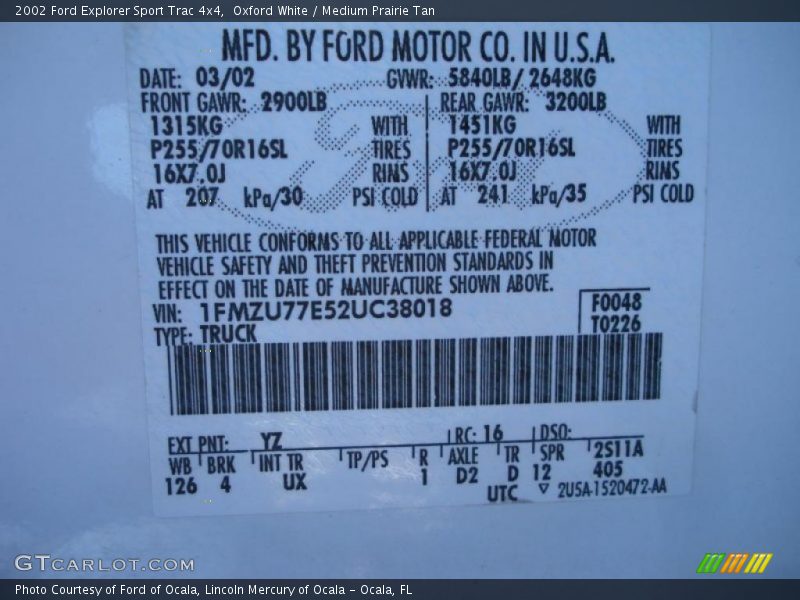 2002 Ford Explorer Sport Trac 4x4,  Oxford White / Medium Prairie Tan
MFD. BY FORD MOTOR CO. IN U.S.A.
DATE: 03/02 GVWR: 5840LB/ 2648KG
FRONT GAWR: 2900LB REAR GAWR: 3200LB
1315KG WITH 1451KG WITH
P255/70R16SL TIRES P255/70R16SL TIRES
16X7.0J RINS 16X7.0J RINS
AT 207 kPa/30 PSI COLD AT 241 kPa/35 PSI COLD
THIS VEHICLE CONFORMS TO ALL APPLICABLE FEDERAL MOTOR
VEHICLE SAFETY AND THEFT PREVENTION STANDARDS IN
EFFECT ON THE DATE OF MANUFACTURE SHOWN ABOVE.
VIN: 1FMZU77E52UC38018 F0048
TYPE: TRUCK T0226
EXT PNT: YZ RC: 16 DSO:
WB BRK INT TR TP/PS R AXLE TR SPR 2S11A
126 4 UX 1 D2 D 12 405
UTC ▽ 2U5A-1520472-AA
GTCARLOT.COM
Photo Courtesy of Ford of Ocala, Lincoln Mercury of Ocala – Ocala, FL